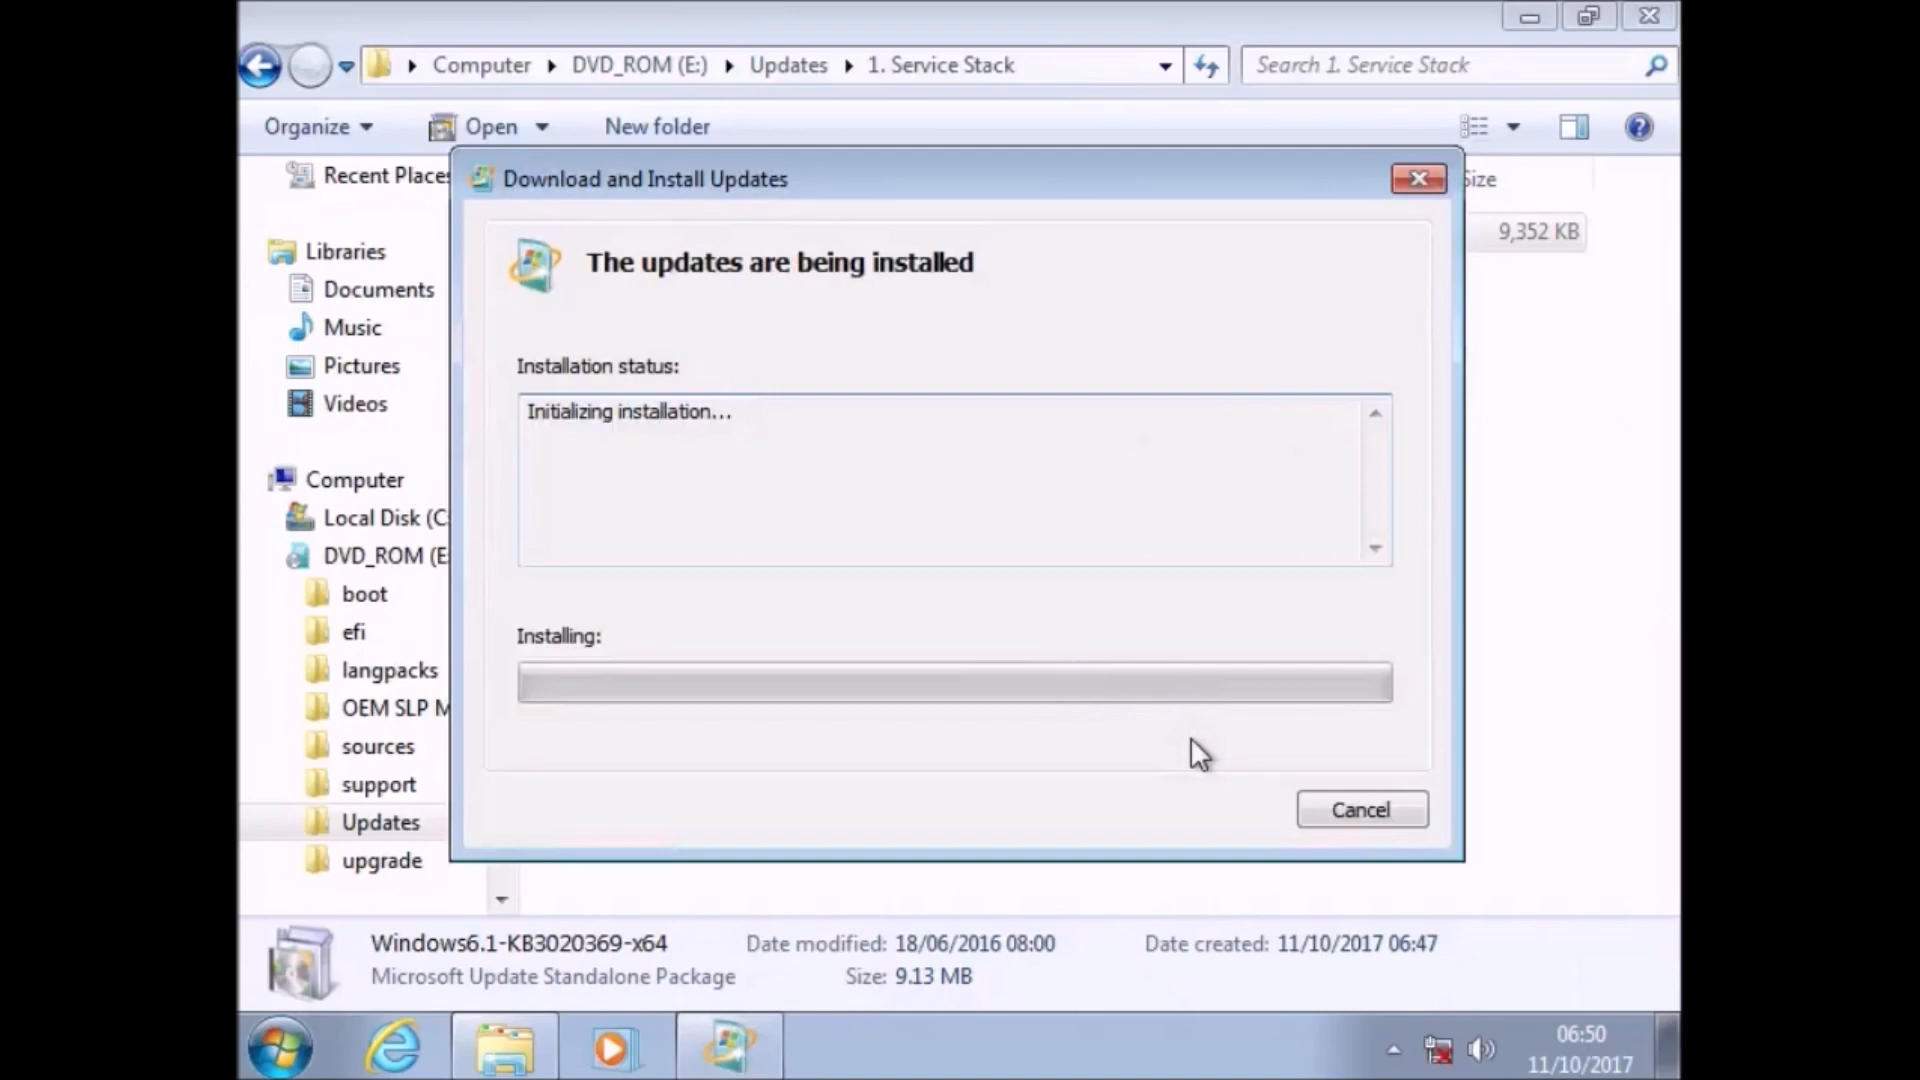 Computer
DVD_ROM (E:)
Updates
1. Service Stack
Search 1. Service Stack
Organize
Open
New folder
Recent Places
Download and Install Updates
Size
9,352 KB
The updates are being installed
Libraries
Documents
Music
Pictures
Videos
Installation status:
Initializing installation...
Computer
Local Disk (C:
DVD_ROM (E:
boot
efi
langpacks
OEM SLP M
sources
support
Updates
upgrade
Installing:
Cancel
Windows6.1-KB3020369-x64
Date modified: 18/06/2016 08:00
Date created: 11/10/2017 06:47
Microsoft Update Standalone Package
Size: 9.13 MB
06:50
11/10/2017